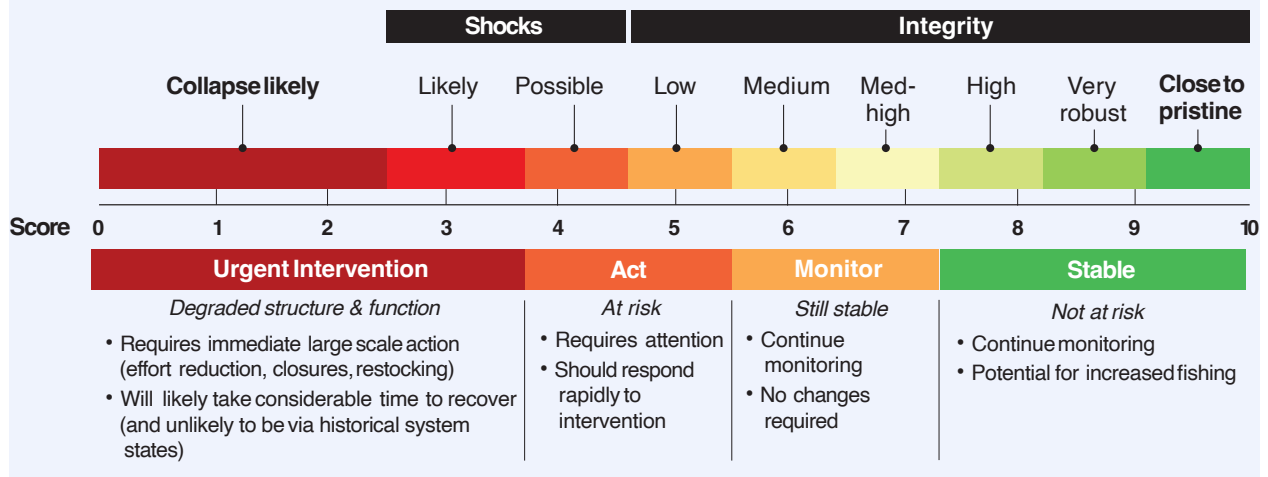 Shocks Integrity
Collapse likely Likely Possible Low Medium Med-high High Very robust Close to pristine
Score 0 1 2 3 4 5 6 7 8 9 10
Urgent Intervention Act Monitor Stable
Degraded structure & function
• Requires immediate large scale action
(effort reduction, closures, restocking)
• Will likely take considerable time to recover
(and unlikely to be via historical system
states)
At risk
• Requires attention
• Should respond
rapidly to
intervention
Still stable
• Continue
monitoring
• No changes
required
Not at risk
• Continue monitoring
• Potential for increased fishing